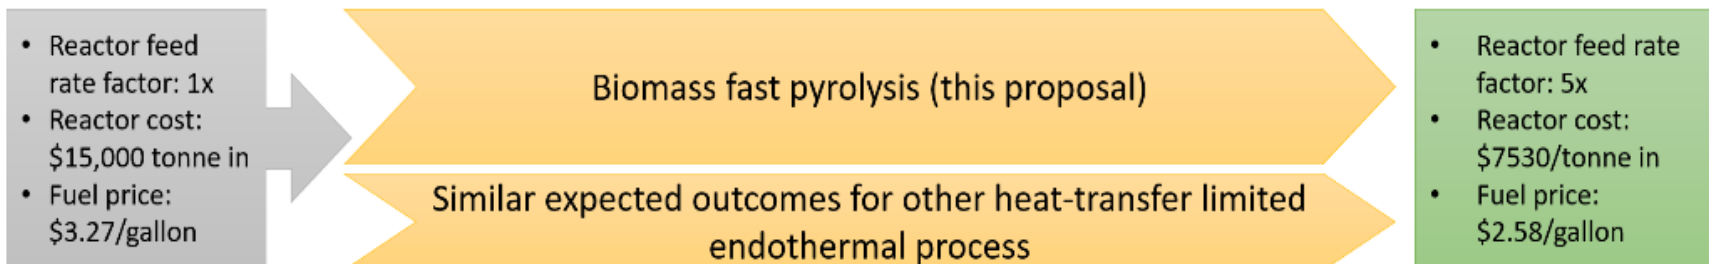 • Reactor feed
rate factor: 1x
• Reactor cost:
$15,000 tonne in
• Fuel price:
$3.27/gallon
Biomass fast pyrolysis (this proposal)
Similar expected outcomes for other heat-transfer limited
endothermal process
• Reactor feed rate
factor: 5x
• Reactor cost:
$7530/tonne in
• Fuel price:
$2.58/gallon